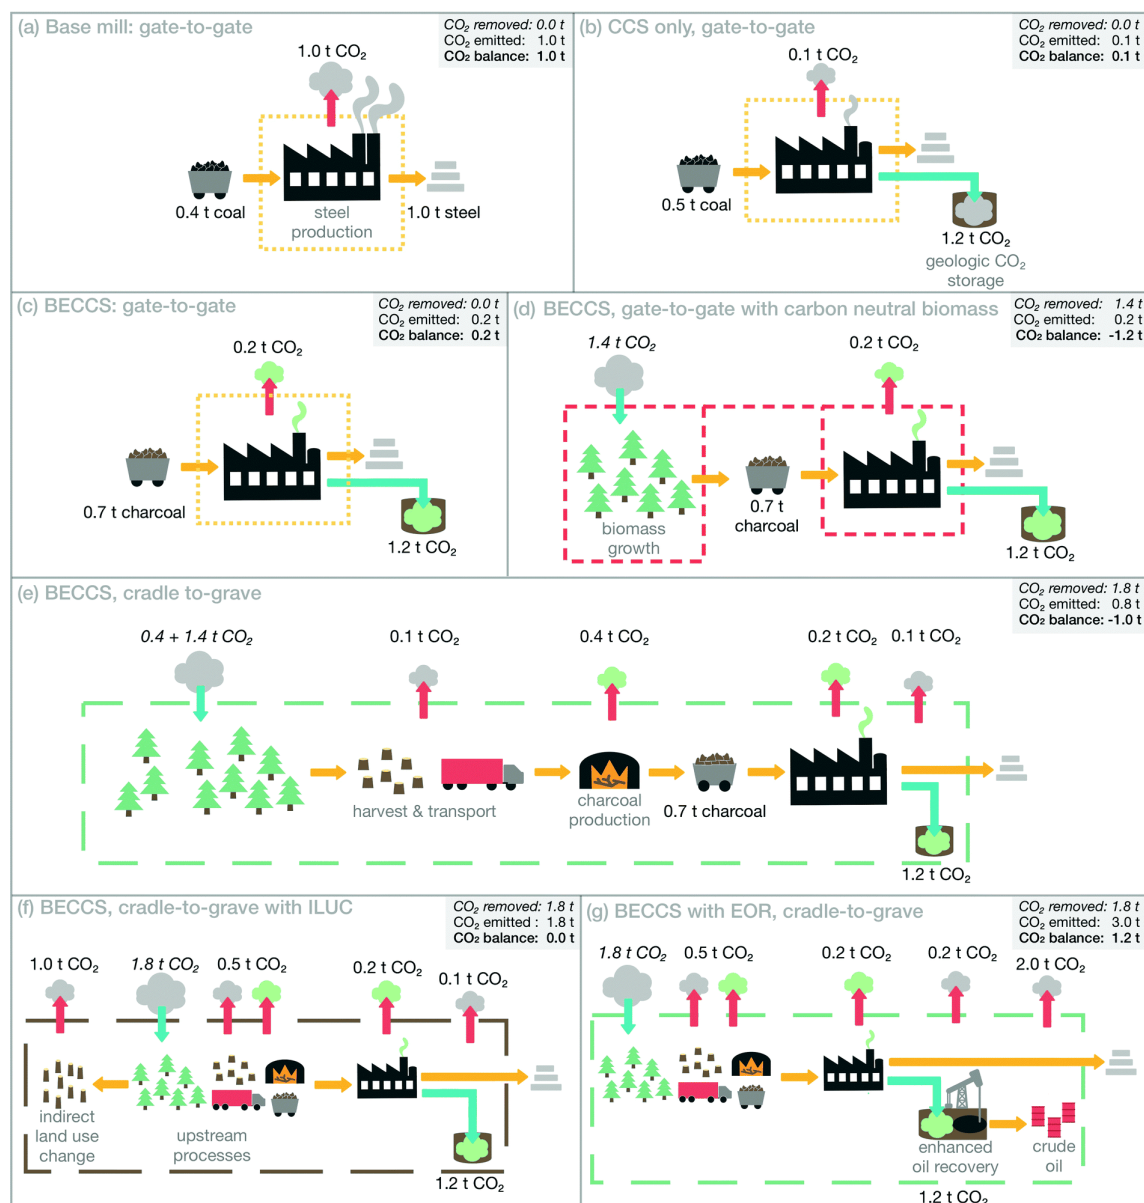 (a) Base mill: gate-to-gate
CO₂ removed: 0.0 t
CO₂ emitted: 1.0 t
CO₂ balance: 1.0 t
1.0 t CO₂
0.4 t coal
steel
production
1.0 t steel
(b) CCS only, gate-to-gate
CO₂ removed: 0.0 t
CO₂ emitted: 0.1 t
CO₂ balance: 0.1 t
0.1 t CO₂
0.5 t coal
1.2 t CO₂
geologic CO₂
storage
(c) BECCS: gate-to-gate
CO₂ removed: 0.0 t
CO₂ emitted: 0.2 t
CO₂ balance: 0.2 t
0.2 t CO₂
0.7 t charcoal
1.2 t CO₂
(d) BECCS, gate-to-gate with carbon neutral biomass
CO₂ removed: 1.4 t
CO₂ emitted: 0.2 t
CO₂ balance: -1.2 t
1.4 t CO₂
0.2 t CO₂
biomass
growth
0.7 t
charcoal
1.2 t CO₂
(e) BECCS, cradle to-grave
CO₂ removed: 1.8 t
CO₂ emitted: 0.8 t
CO₂ balance: -1.0 t
0.4 + 1.4 t CO₂
0.1 t CO₂
0.4 t CO₂
0.2 t CO₂
0.1 t CO₂
harvest & transport
charcoal
production
0.7 t charcoal
1.2 t CO₂
(f) BECCS, cradle-to-grave with ILUC
CO₂ removed: 1.8 t
CO₂ emitted : 1.8 t
CO₂ balance: 0.0 t
1.0 t CO₂
1.8 t CO₂
0.5 t CO₂
0.2 t CO₂
0.1 t CO₂
indirect
land use
change
upstream
processes
1.2 t CO₂
(g) BECCS with EOR, cradle-to-grave
CO₂ removed: 1.8 t
CO₂ emitted: 3.0 t
CO₂ balance: 1.2 t
1.8 t CO₂
0.5 t CO₂
0.2 t CO₂
0.2 t CO₂
2.0 t CO₂
enhanced
oil recovery
crude
oil
1.2 t CO₂